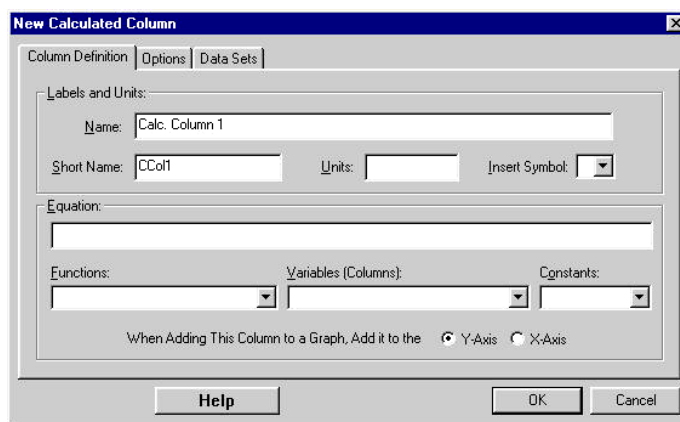 New Calculated Column
Column Definition Options Data Sets
Labels and Units:
Name: Calc. Column 1
Short Name: CCol1 Units: Insert Symbol:
Equation:
Functions: Variables (Columns): Constants:
When Adding This Column to a Graph, Add it to the Y-Axis X-Axis
Help OK Cancel